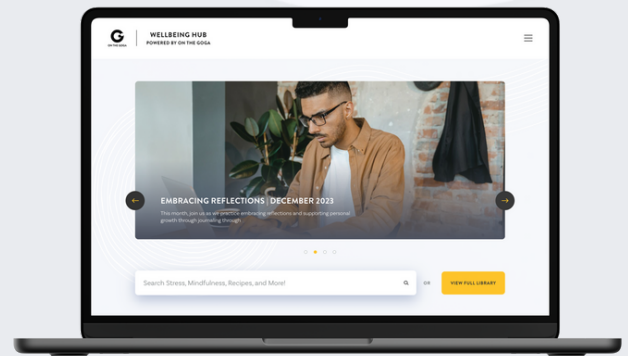 G
ON THE GOGA
WELLBEING HUB
POWERED BY ON THE GOGA
EMBRACING REFLECTIONS | DECEMBER 2023
This month, join us as we practice embracing reflections and supporting personal
growth through journaling through
Search Stress, Mindfulness, Recipes, and More!
OR
VIEW FULL LIBRARY